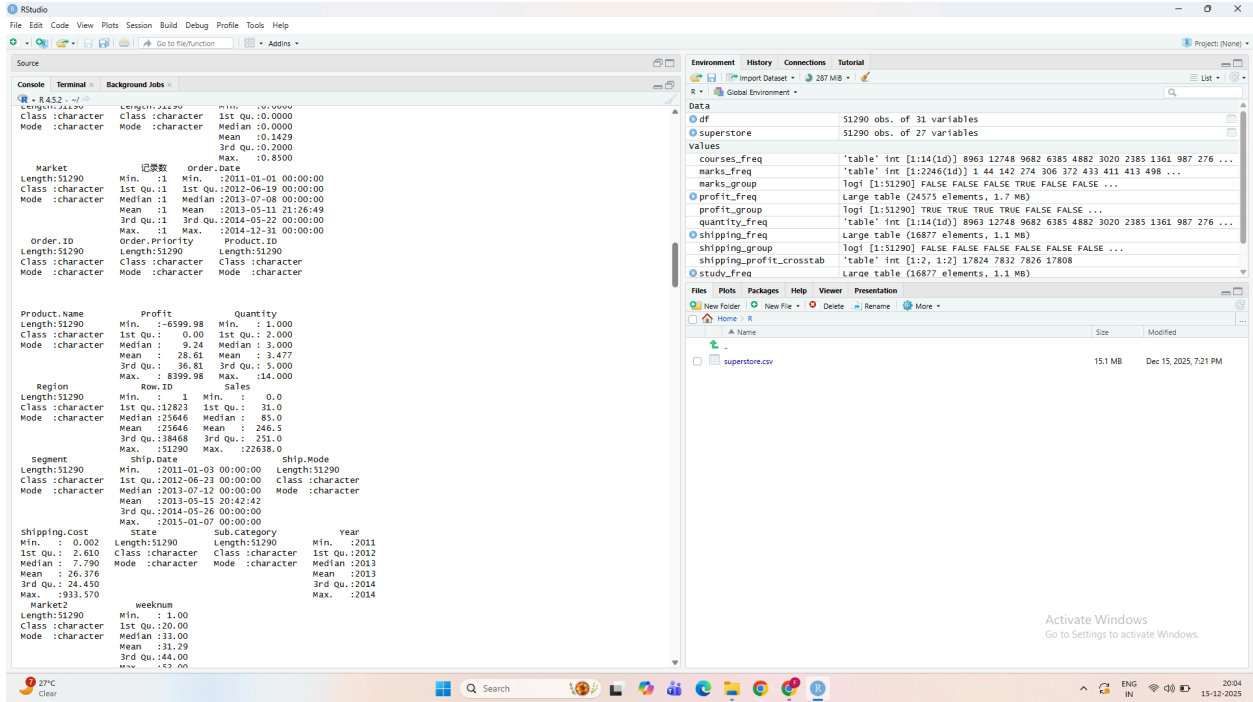 RStudio
File Edit Code View Plots Session Build Debug Profile Tools Help
Go to file/function Addins Project: (None)
Source
Console Terminal Background Jobs
R 4.5.2 · ~/
Length:51290 Length:51290 Min. :0.0000
Class :character Class :character 1st Qu.:0.0000
Mode :character Mode :character Median :0.0000
Mean :0.1429
3rd Qu.:0.2000
Max. :0.8500
Market 记录数 Order.Date
Length:51290 Min. :1 Min. :2011-01-01 00:00:00
Class :character 1st Qu.:1 1st Qu.:2012-06-19 00:00:00
Mode :character Median :1 Median :2013-07-08 00:00:00
Mean :1 Mean :2013-05-11 21:26:49
3rd Qu.:1 3rd Qu.:2014-05-22 00:00:00
Max. :1 Max. :2014-12-31 00:00:00
Order.ID Order.Priority Product.ID
Length:51290 Length:51290 Length:51290
Class :character Class :character Class :character
Mode :character Mode :character Mode :character
Product.Name Profit Quantity
Length:51290 Min. :-6599.98 Min. : 1.000
Class :character 1st Qu.: 0.00 1st Qu.: 2.000
Mode :character Median : 9.24 Median : 3.000
Mean : 28.61 Mean : 3.477
3rd Qu.: 36.81 3rd Qu.: 5.000
Max. : 8399.98 Max. :14.000
Region Row.ID Sales
Length:51290 Min. : 1 Min. : 0.0
Class :character 1st Qu.:12823 1st Qu.: 31.0
Mode :character Median :25646 Median : 85.0
Mean :25646 Mean : 246.5
3rd Qu.:38468 3rd Qu.: 251.0
Max. :51290 Max. :22638.0
Segment Ship.Date Ship.Mode
Length:51290 Min. :2011-01-03 00:00:00 Length:51290
Class :character 1st Qu.:2012-06-23 00:00:00 Class :character
Mode :character Median :2013-07-12 00:00:00 Mode :character
Mean :2013-05-15 20:42:42
3rd Qu.:2014-05-26 00:00:00
Max. :2015-01-07 00:00:00
Shipping.Cost State Sub.Category Year
Min. : 0.002 Length:51290 Length:51290 Min. :2011
1st Qu.: 2.610 Class :character Class :character 1st Qu.:2012
Median : 7.790 Mode :character Mode :character Median :2013
Mean : 26.376 Mean :2013
3rd Qu.: 24.450 3rd Qu.:2014
Max. :933.570 Max. :2014
Market2 weeknum
Length:51290 Min. : 1.00
Class :character 1st Qu.:20.00
Mode :character Median :33.00
Mean :31.29
3rd Qu.:44.00
Max. :53.00
Environment History Connections Tutorial
Import Dataset 287 MiB List
R Global Environment
Data
df 51290 obs. of 31 variables
superstore 51290 obs. of 27 variables
Values
courses_freq 'table' int [1:14(1d)] 8963 12748 9682 6385 4882 3020 2385 1361 987 276 ...
marks_freq 'table' int [1:2246(1d)] 1 44 142 274 306 372 433 411 413 498 ...
marks_group logi [1:51290] FALSE FALSE FALSE TRUE FALSE FALSE ...
profit_freq Large table (24575 elements, 1.7 MB)
profit_group logi [1:51290] TRUE TRUE TRUE TRUE FALSE FALSE ...
quantity_freq 'table' int [1:14(1d)] 8963 12748 9682 6385 4882 3020 2385 1361 987 276 ...
shipping_freq Large table (16877 elements, 1.1 MB)
shipping_group logi [1:51290] FALSE FALSE FALSE FALSE FALSE FALSE ...
shipping_profit_crosstab 'table' int [1:2, 1:2] 17824 7832 7826 17808
study_freq Large table (16877 elements, 1.1 MB)
Files Plots Packages Help Viewer Presentation
New Folder New File Delete Rename More
Home R ...
Name Size Modified
..
superstore.csv 15.1 MB Dec 15, 2025, 7:21 PM
Activate Windows
Go to Settings to activate Windows.
7 27°C
Clear
Search
ENG
IN
20:04
15-12-2025